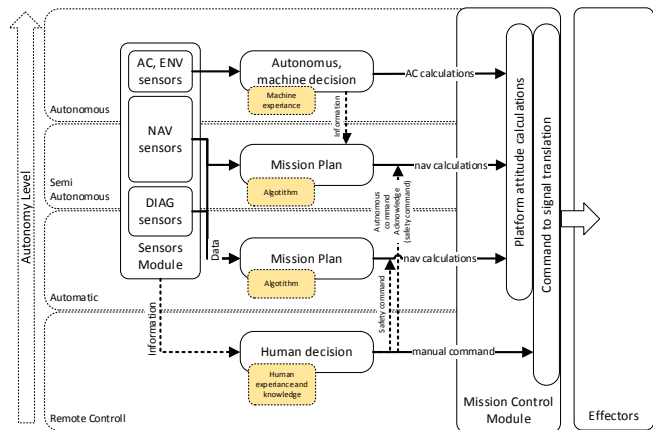 Autonomy Level
Autonomous
Semi
Autonomous
Automatic
Remote Controll
AC, ENV
sensors
NAV
sensors
DIAG
sensors
Sensors
Module
Data
Information
Autonomus,
machine decision
Machine
experiance
Information
Mission Plan
Algorithm
Mission Plan
Algorithm
Human decision
Human
experiance and
knowledge
AC calculations
nav calculations
Autnomous
command
Acknowledge
(safety command)
nav calculations
Safety command
manual command
Platform attitude calculations
Command to signal translation
Mission Control
Module
Effectors